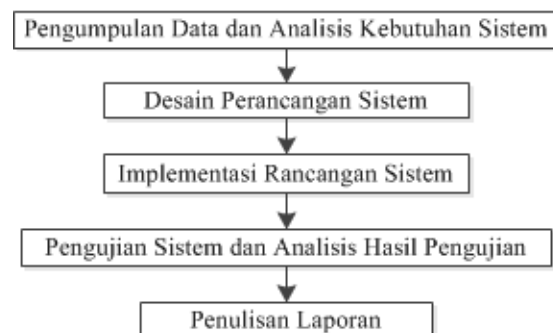 Pengumpulan Data dan Analisis Kebutuhan Sistem
Desain Perancangan Sistem
Implementasi Rancangan Sistem
Pengujian Sistem dan Analisis Hasil Pengujian
Penulisan Laporan